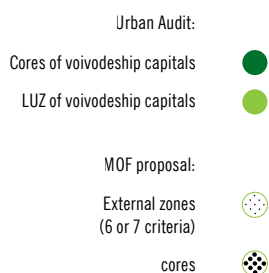 Urban Audit:
Cores of voivodeship capitals
LUZ of voivodeship capitals
MOF proposal:
External zones
(6 or 7 criteria)
cores